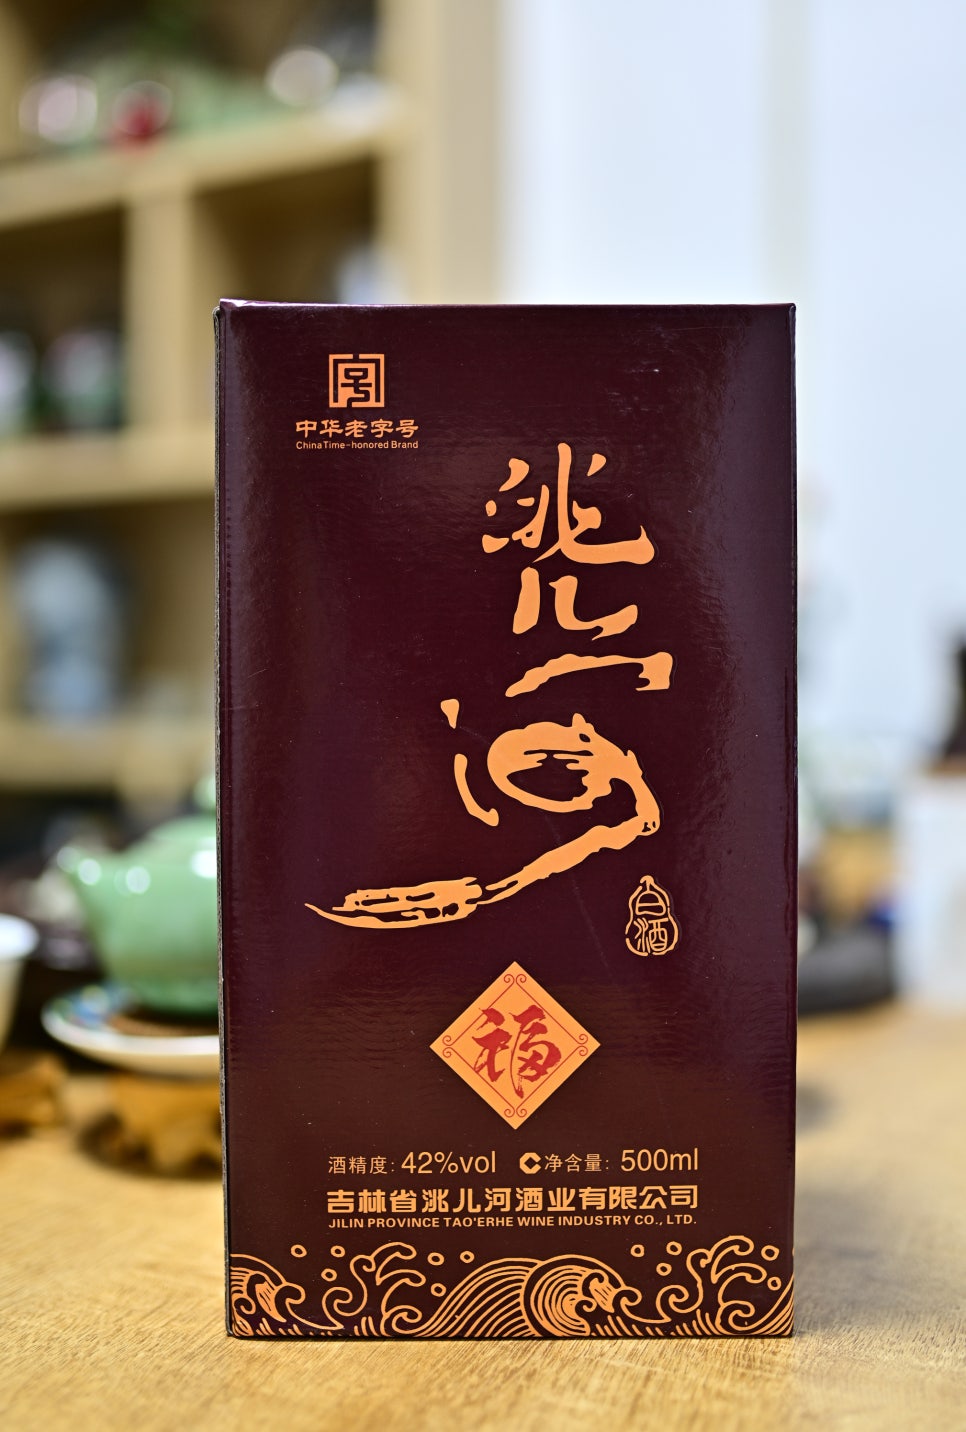 中华老字号
China Time-honored Brand
洮儿河
白酒
福
酒精度: 42%vol 净含量: 500ml
吉林省洮儿河酒业有限公司
JILIN PROVINCE TAO'ERHE WINE INDUSTRY CO., LTD.